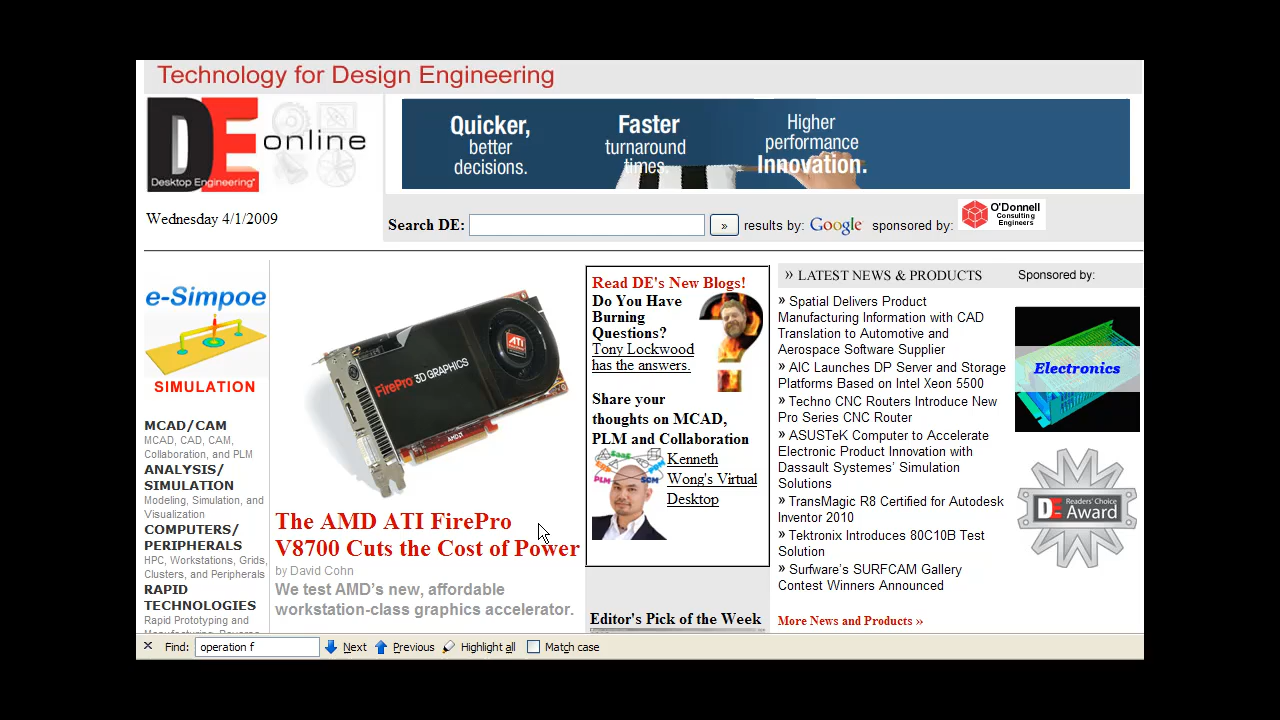 Technology for Design Engineering
DE online
Desktop Engineering
Quicker,
better
decisions.
Faster
turnaround
times.
Higher
performance
Innovation.
Wednesday 4/1/2009
Search DE:
»
results by: Google
sponsored by:
O'Donnell
Consulting
Engineers
e-Simpoe
SIMULATION
MCAD/CAM
MCAD, CAD, CAM,
Collaboration, and PLM
ANALYSIS/
SIMULATION
Modeling, Simulation, and
Visualization
COMPUTERS/
PERIPHERALS
HPC, Workstations, Grids,
Clusters, and Peripherals
RAPID
TECHNOLOGIES
Rapid Prototyping and
Manufacturing, Reverse
FirePro 3D GRAPHICS
ATI
AMD
The AMD ATI FirePro
V8700 Cuts the Cost of Power
by David Cohn
We test AMD's new, affordable
workstation-class graphics accelerator.
Read DE's New Blogs!
Do You Have
Burning
Questions?
Tony Lockwood
has the answers.
Share your
thoughts on MCAD,
PLM and Collaboration
SaaS
ERP
PDM
PLM
SCM
Kenneth
Wong's Virtual
Desktop
Editor's Pick of the Week
» LATEST NEWS & PRODUCTS
» Spatial Delivers Product
Manufacturing Information with CAD
Translation to Automotive and
Aerospace Software Supplier
» AIC Launches DP Server and Storage
Platforms Based on Intel Xeon 5500
» Techno CNC Routers Introduce New
Pro Series CNC Router
» ASUSTeK Computer to Accelerate
Electronic Product Innovation with
Dassault Systemes' Simulation
Solutions
» TransMagic R8 Certified for Autodesk
Inventor 2010
» Tektronix Introduces 80C10B Test
Solution
» Surfware's SURFCAM Gallery
Contest Winners Announced
More News and Products »
Sponsored by:
Electronics
DE Readers' Choice
Award
Find: operation f Next Previous Highlight all Match case